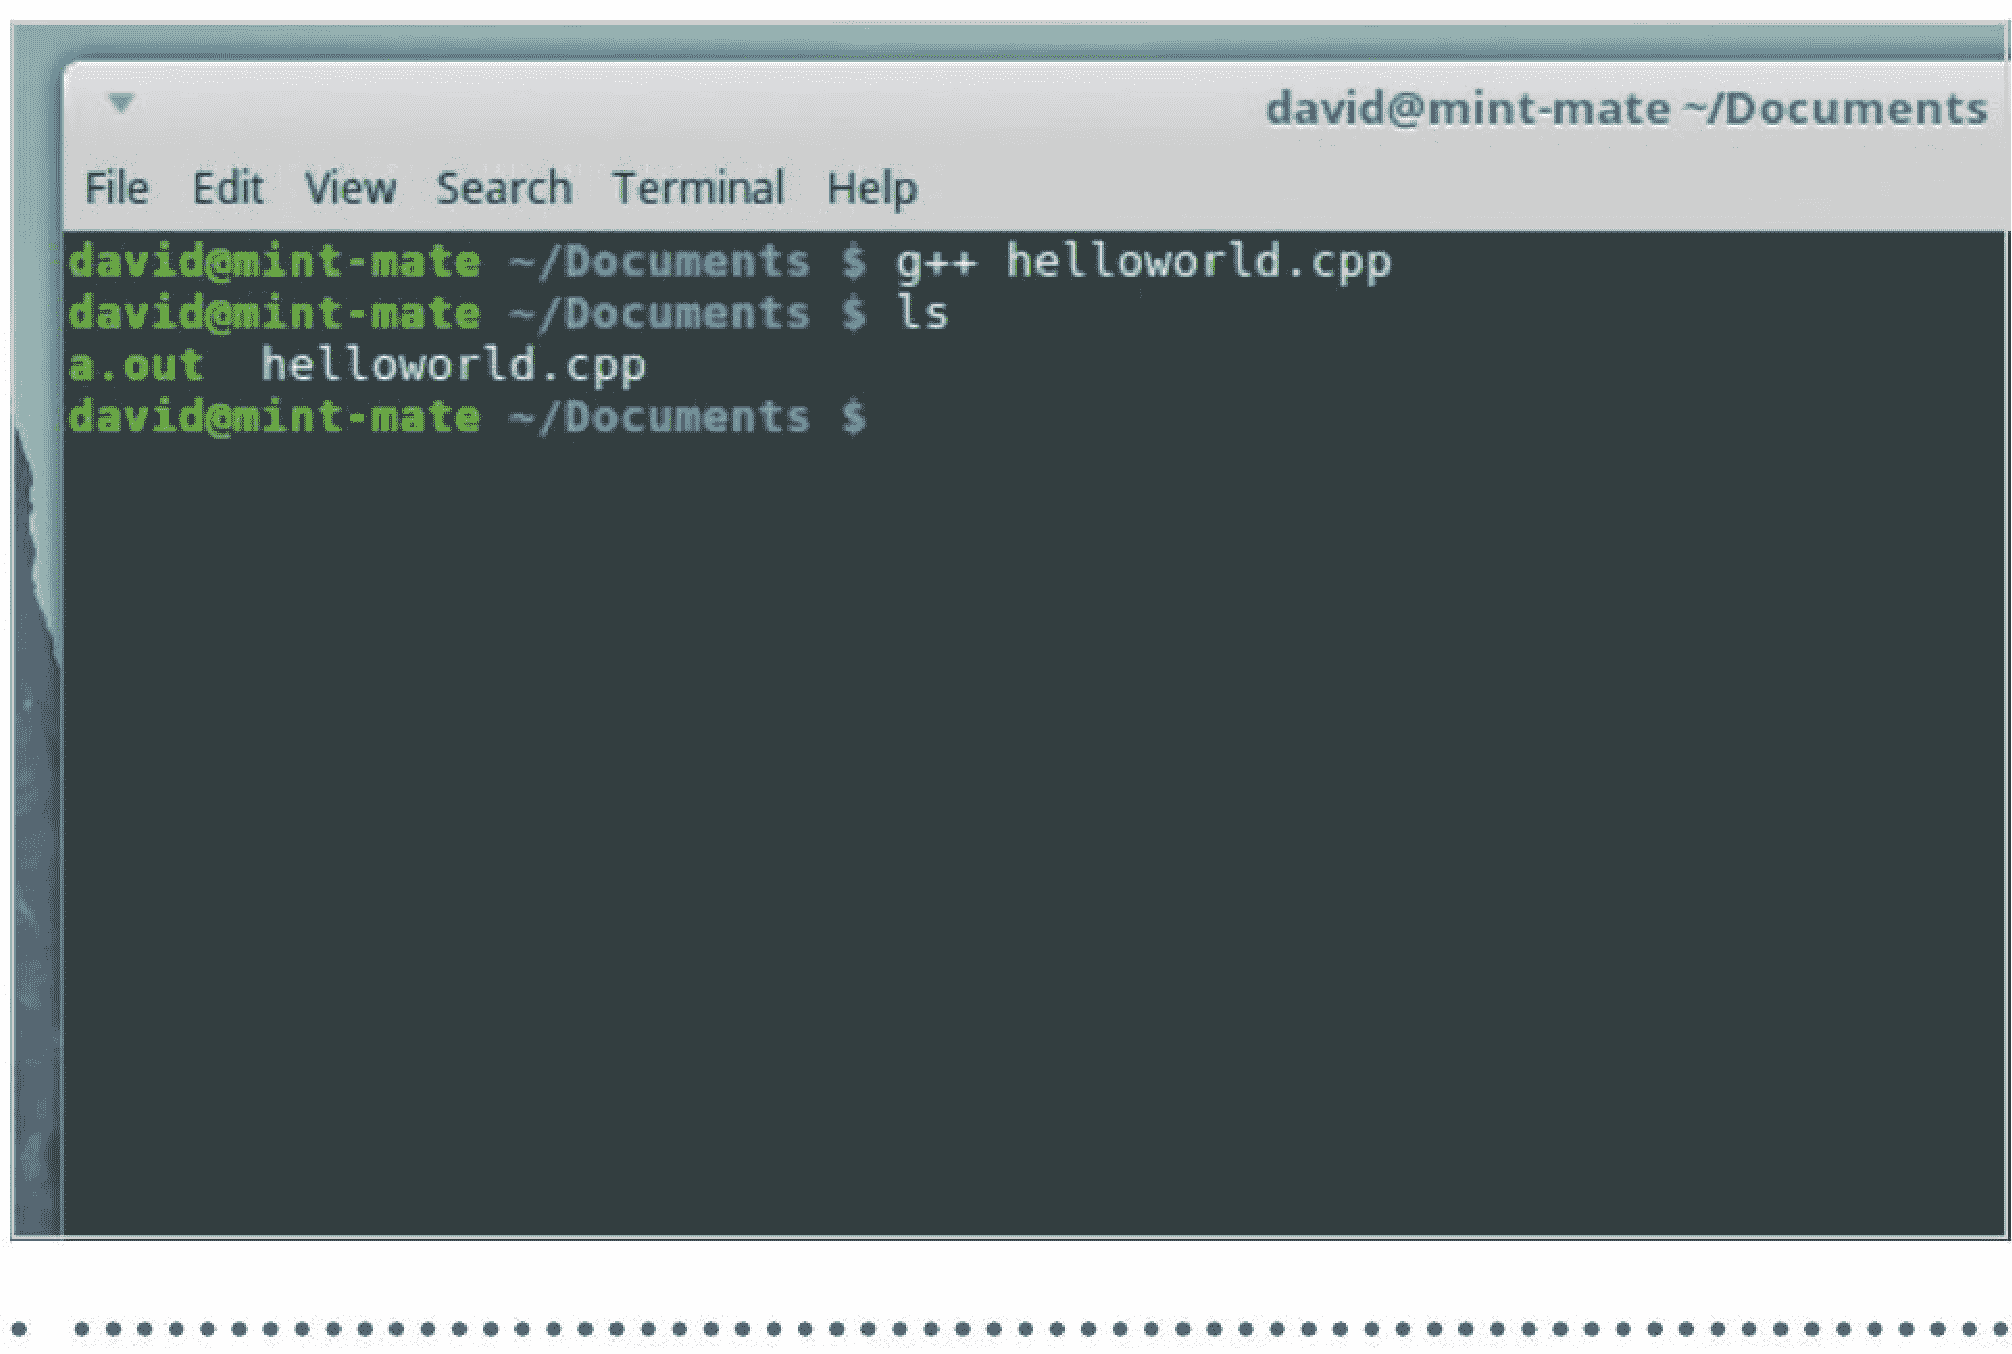 david@mint-mate ~/Documents
File Edit View Search Terminal Help
david@mint-mate ~/Documents $ g++ helloworld.cpp
david@mint-mate ~/Documents $ ls
a.out  helloworld.cpp
david@mint-mate ~/Documents $